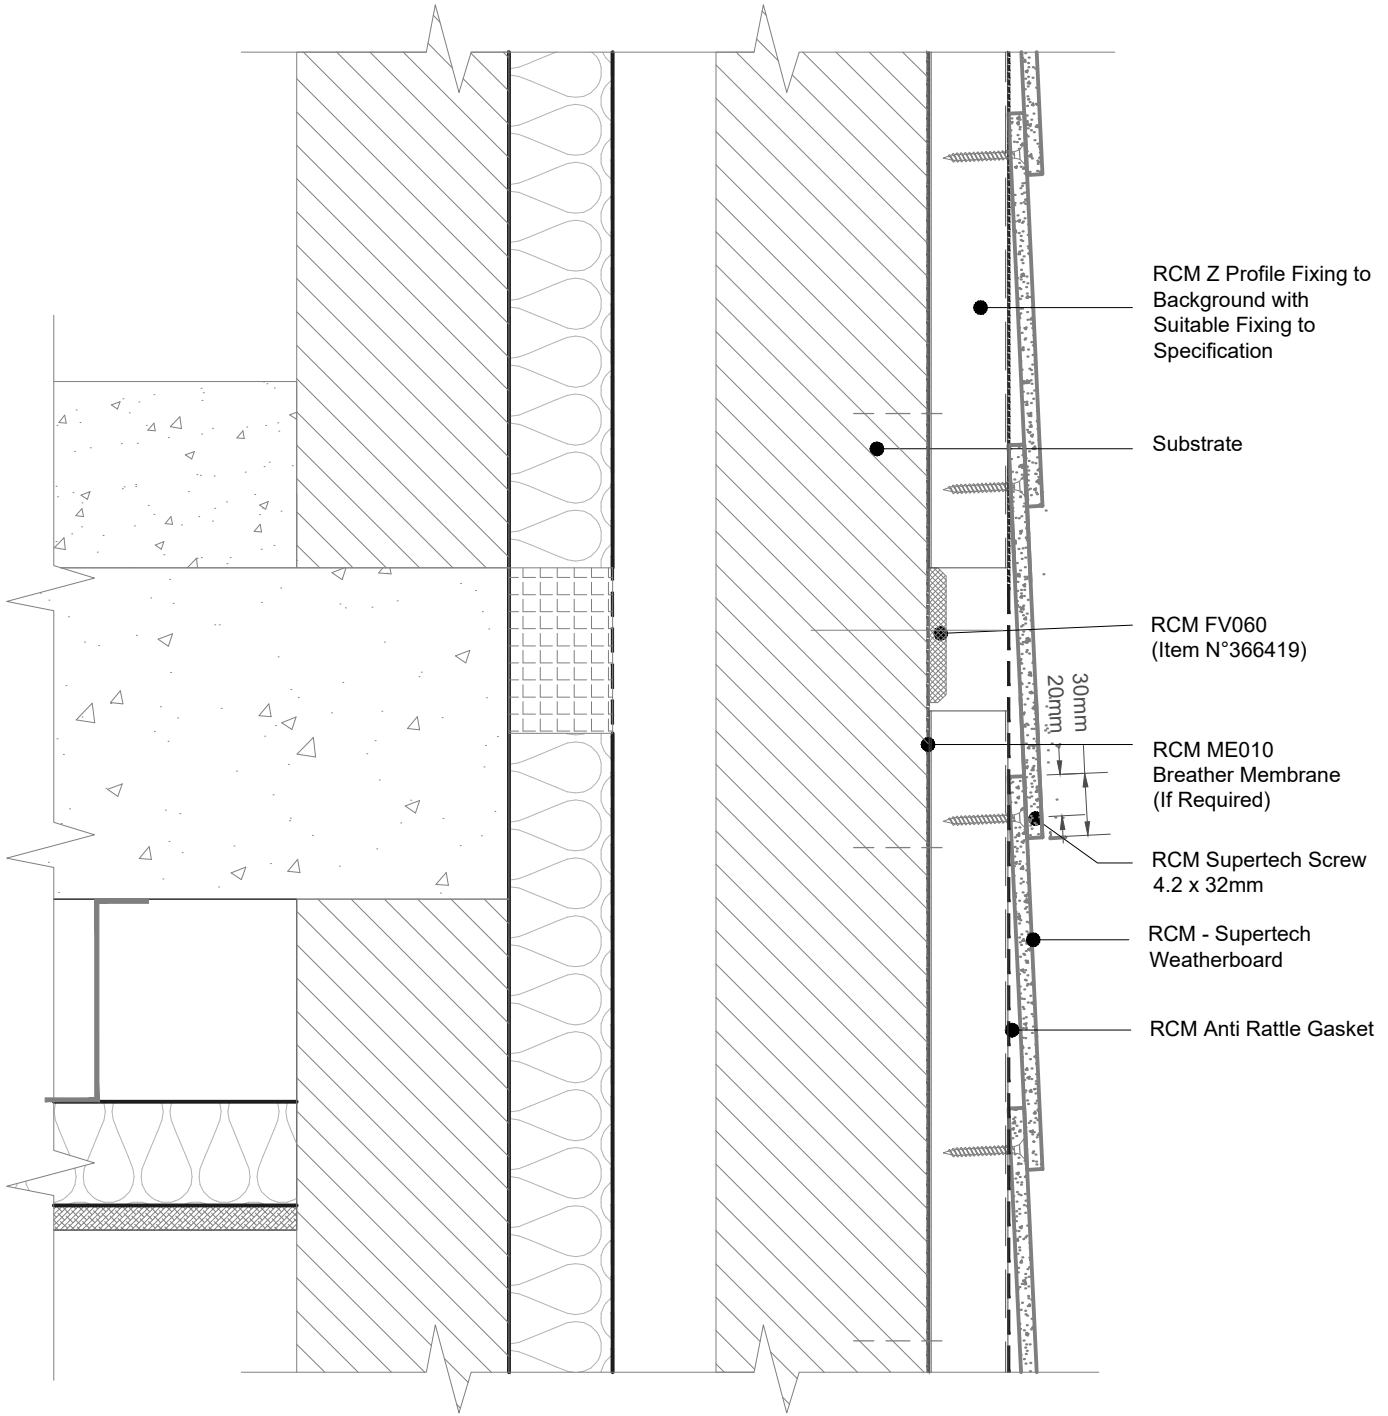 RCM Z Profile Fixing to
Background with
Suitable Fixing to
Specification
Substrate
RCM FV060
(Item N°366419)
30mm
20mm
RCM ME010
Breather Membrane
(If Required)
RCM Supertech Screw
4.2 x 32mm
RCM - Supertech
Weatherboard
RCM Anti Rattle Gasket